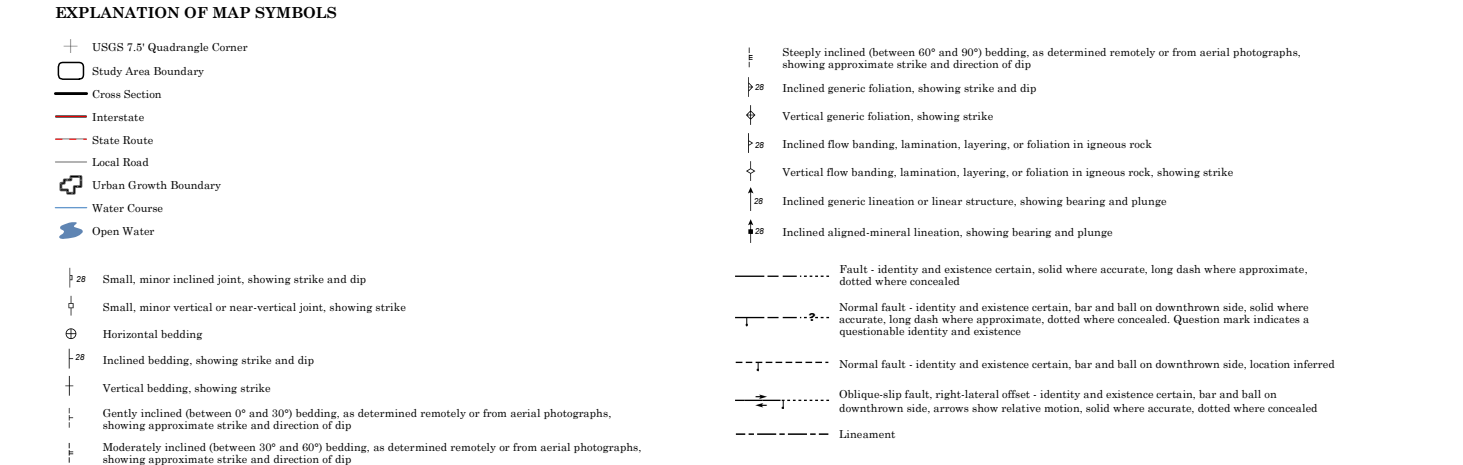 EXPLANATION OF MAP SYMBOLS
USGS 7.5' Quadrangle Corner
Study Area Boundary
Cross Section
Interstate
State Route
Local Road
Urban Growth Boundary
Water Course
Open Water
28 Small, minor inclined joint, showing strike and dip
Small, minor vertical or near-vertical joint, showing strike
Horizontal bedding
28 Inclined bedding, showing strike and dip
Vertical bedding, showing strike
Gently inclined (between 0° and 30°) bedding, as determined remotely or from aerial photographs,
showing approximate strike and direction of dip
Moderately inclined (between 30° and 60°) bedding, as determined remotely or from aerial photographs,
showing approximate strike and direction of dip
Steeply inclined (between 60° and 90°) bedding, as determined remotely or from aerial photographs,
showing approximate strike and direction of dip
28 Inclined generic foliation, showing strike and dip
Vertical generic foliation, showing strike
28 Inclined flow banding, lamination, layering, or foliation in igneous rock
Vertical flow banding, lamination, layering, or foliation in igneous rock, showing strike
28 Inclined generic lineation or linear structure, showing bearing and plunge
28 Inclined aligned-mineral lineation, showing bearing and plunge
Fault - identity and existence certain, solid where accurate, long dash where approximate,
dotted where concealed
Normal fault - identity and existence certain, bar and ball on downthrown side, solid where
? accurate, long dash where approximate, dotted where concealed. Question mark indicates a
questionable identity and existence
Normal fault - identity and existence certain, bar and ball on downthrown side, location inferred
Oblique-slip fault, right-lateral offset - identity and existence certain, bar and ball on
downthrown side, arrows show relative motion, solid where accurate, dotted where concealed
Lineament